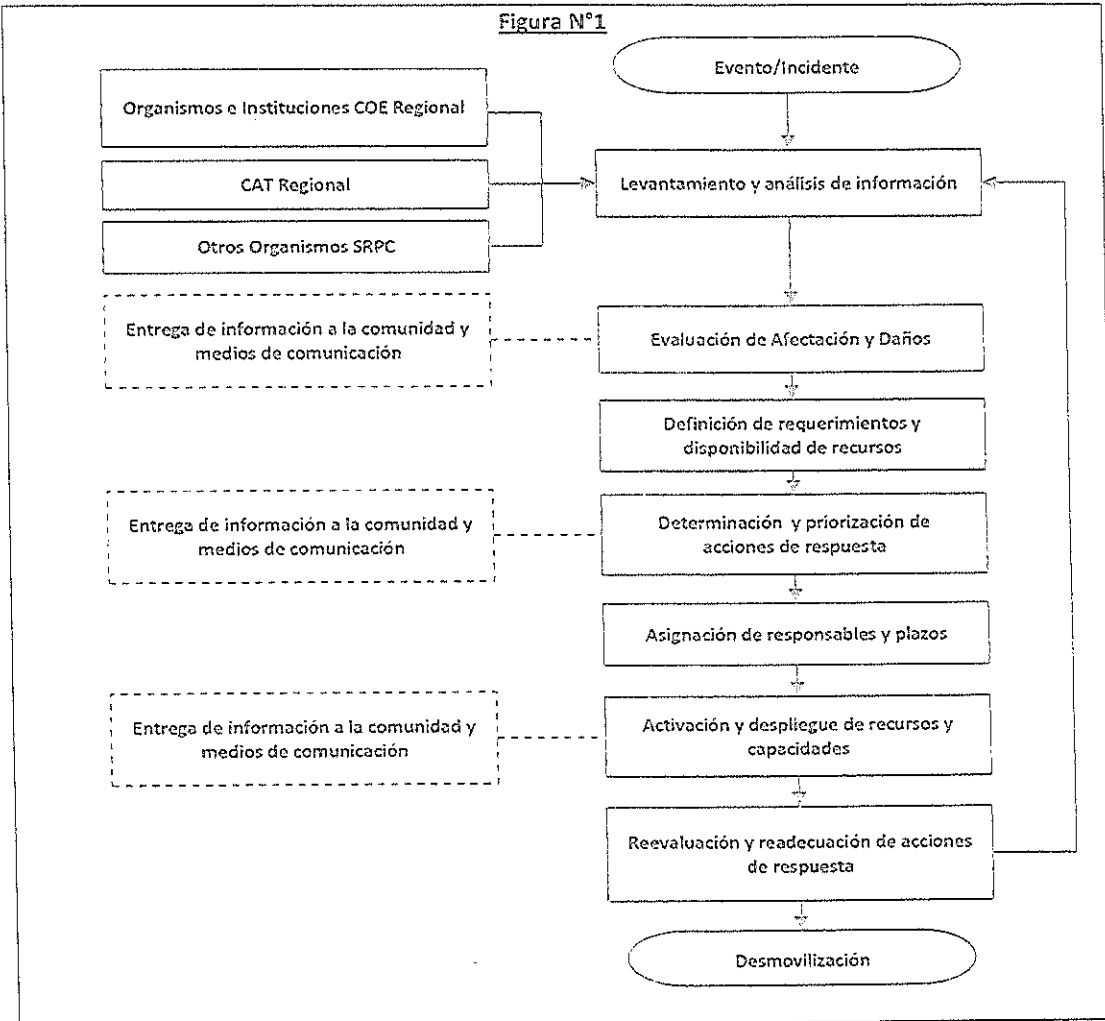 Figura N°1
Evento/Incidente
Organismos e Instituciones COE Regional
CAT Regional
Otros Organismos SRPC
Levantamiento y análisis de información
Entrega de información a la comunidad y
medios de comunicación
Evaluación de Afectación y Daños
Definición de requerimientos y
disponibilidad de recursos
Entrega de información a la comunidad y
medios de comunicación
Determinación y priorización de
acciones de respuesta
Asignación de responsables y plazos
Entrega de información a la comunidad y
medios de comunicación
Activación y despliegue de recursos y
capacidades
Reevaluación y readecuación de acciones
de respuesta
Desmovilización